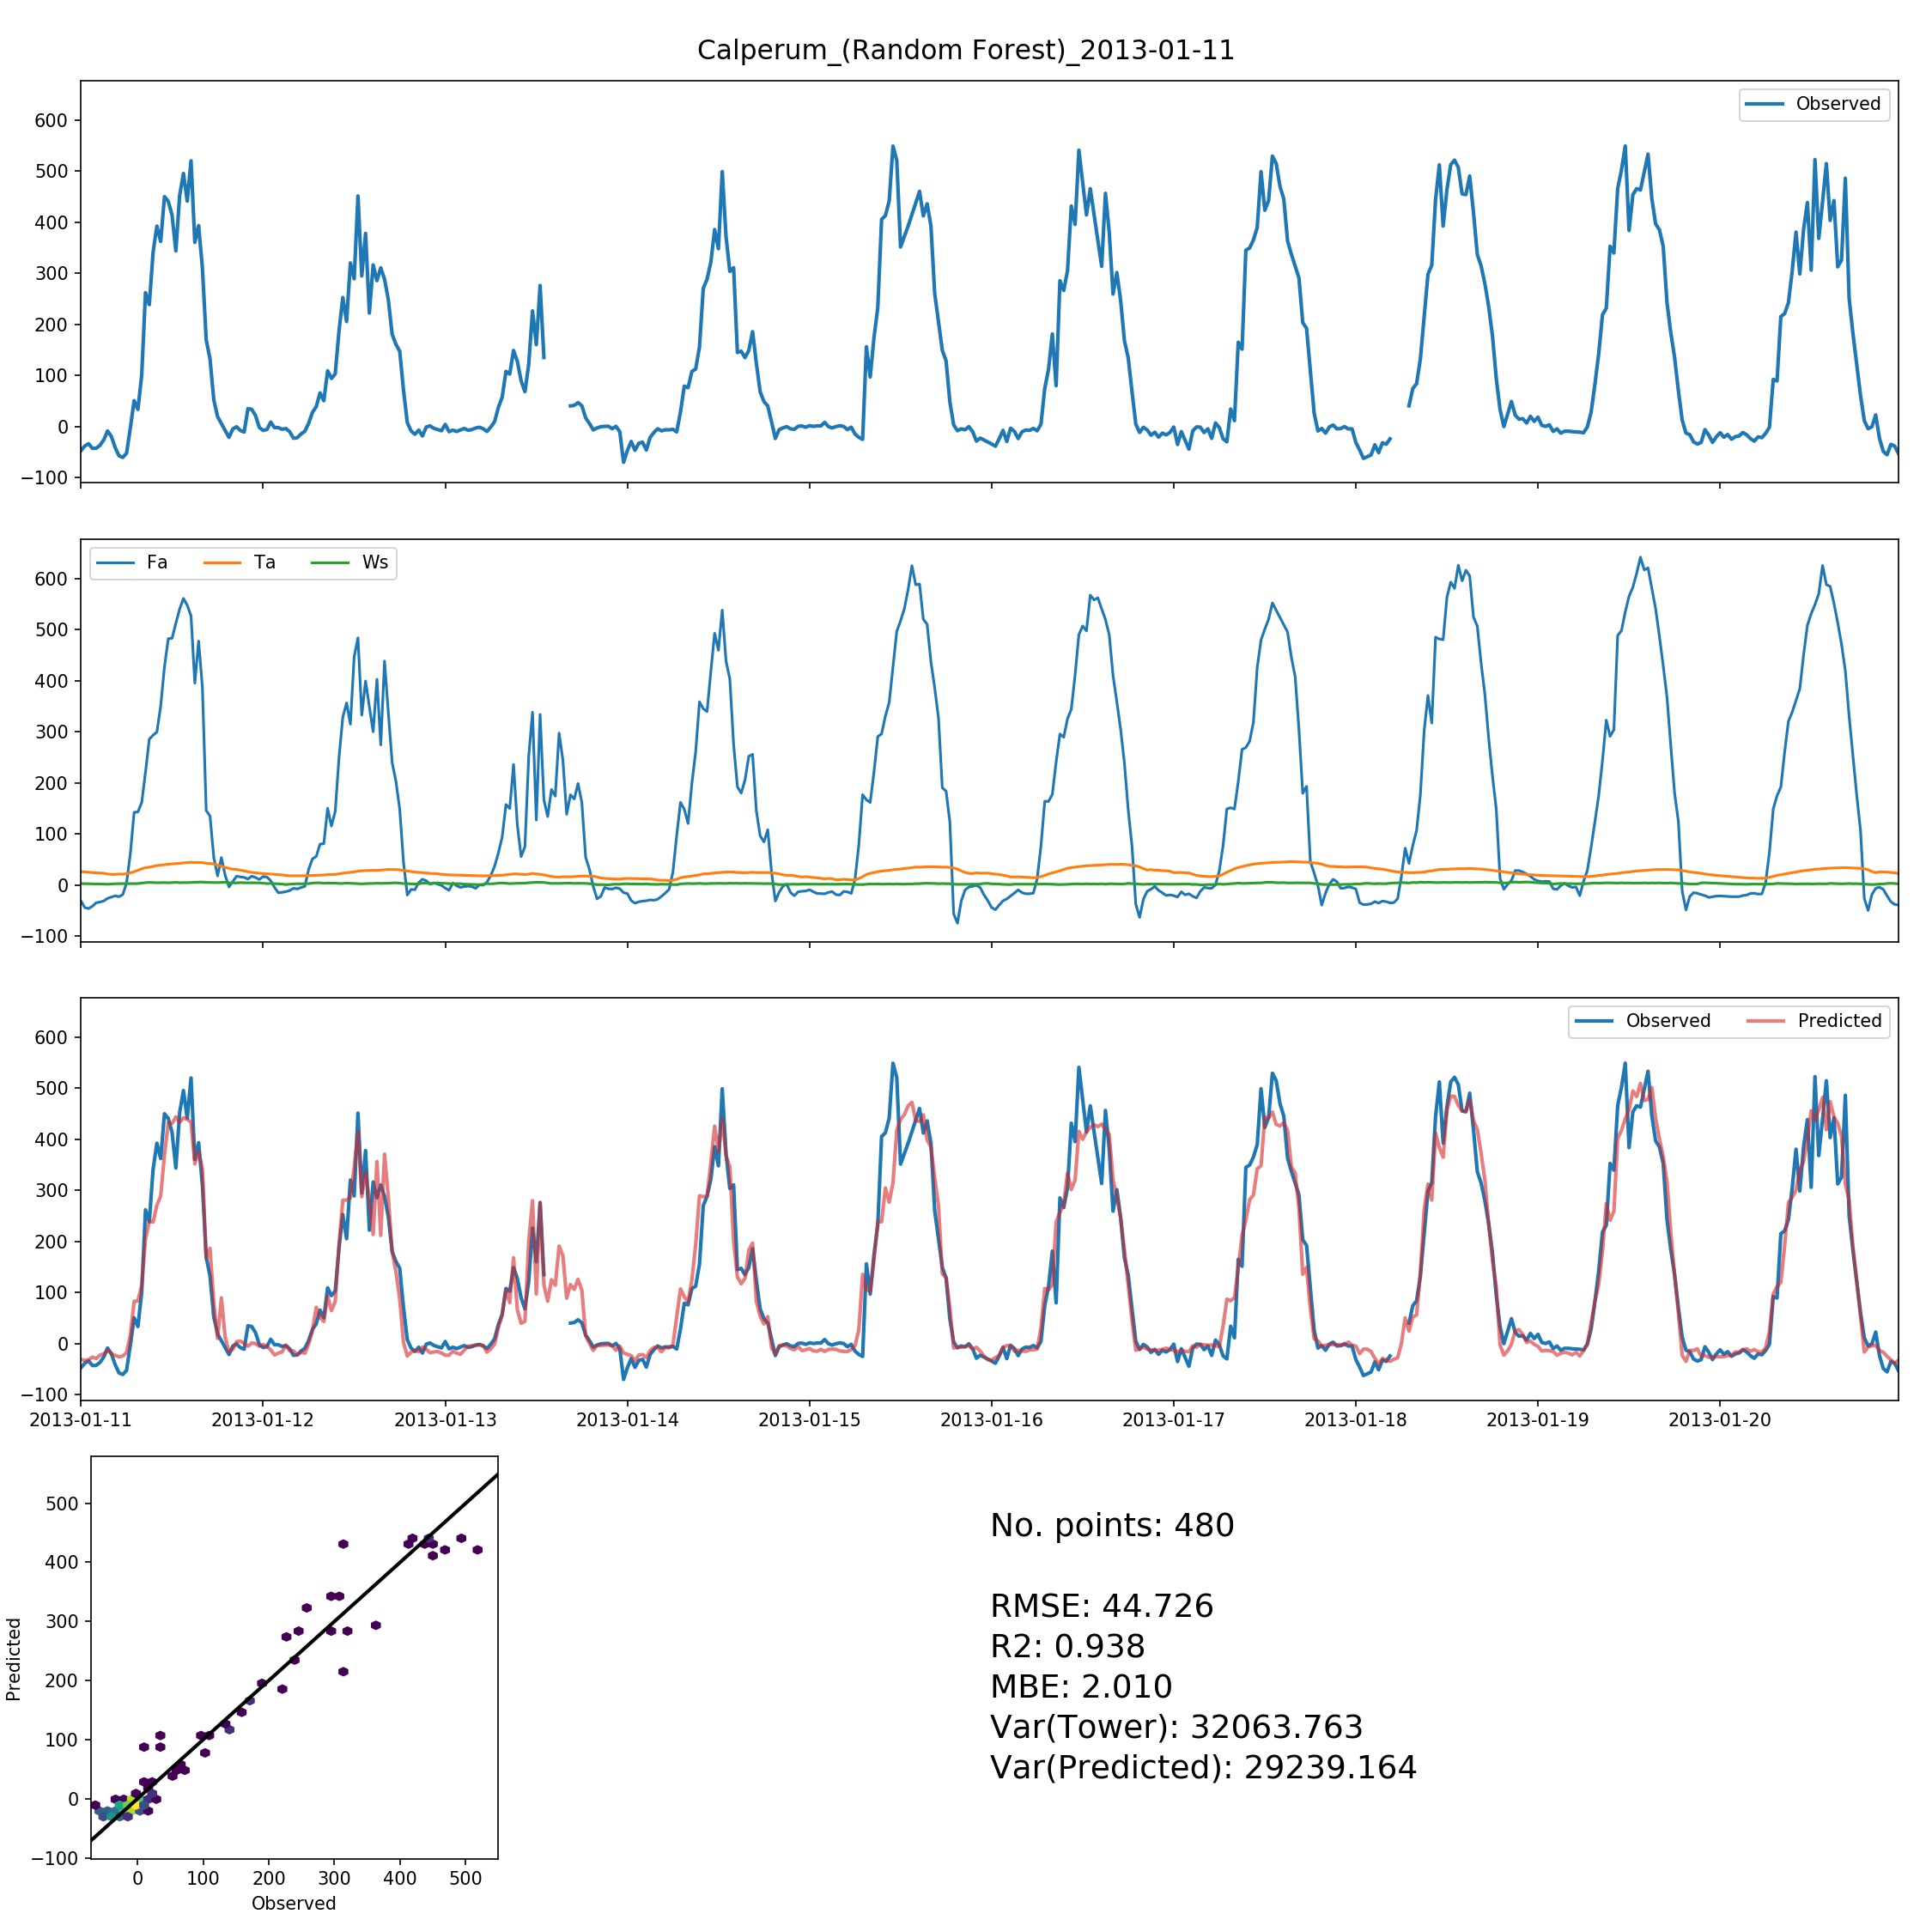 Calperum_(Random Forest)_2013-01-11
Observed
600
500
400
300
200
100
0
−100
Fa Ta Ws
600
500
400
300
200
100
0
−100
Observed Predicted
600
500
400
300
200
100
0
−100
2013-01-11 2013-01-12 2013-01-13 2013-01-14 2013-01-15 2013-01-16 2013-01-17 2013-01-18 2013-01-19 2013-01-20
Predicted
500
400
300
200
100
0
−100
0 100 200 300 400 500
Observed
No. points: 480
RMSE: 44.726
R2: 0.938
MBE: 2.010
Var(Tower): 32063.763
Var(Predicted): 29239.164